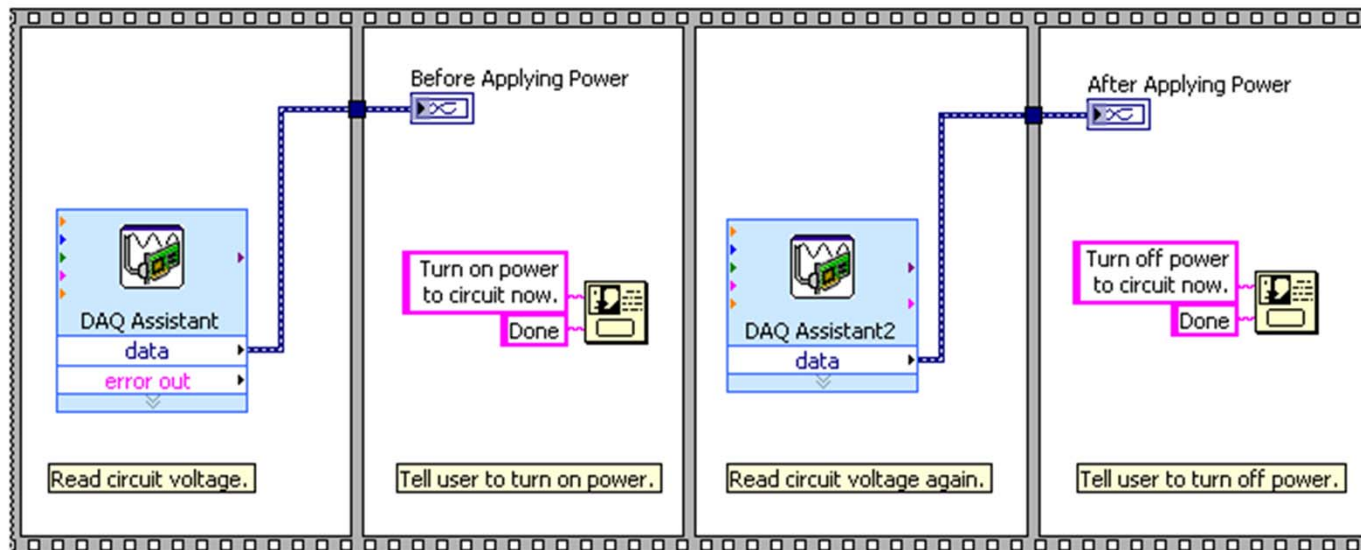 Before Applying Power
After Applying Power
Turn on power
to circuit now.
Done
Turn off power
to circuit now.
Done
DAQ Assistant
data
error out
DAQ Assistant2
data
Read circuit voltage.
Tell user to turn on power.
Read circuit voltage again.
Tell user to turn off power.